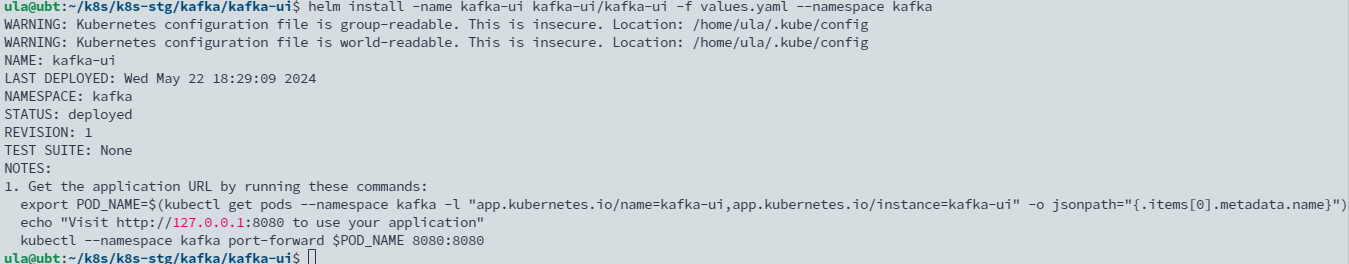 ula@ubt:~/k8s/k8s-stg/kafka/kafka-ui$ helm install -name kafka-ui kafka-ui/kafka-ui -f values.yaml --namespace kafka
WARNING: Kubernetes configuration file is group-readable. This is insecure. Location: /home/ula/.kube/config
WARNING: Kubernetes configuration file is world-readable. This is insecure. Location: /home/ula/.kube/config
NAME: kafka-ui
LAST DEPLOYED: Wed May 22 18:29:09 2024
NAMESPACE: kafka
STATUS: deployed
REVISION: 1
TEST SUITE: None
NOTES:
1. Get the application URL by running these commands:
  export POD_NAME=$(kubectl get pods --namespace kafka -l "app.kubernetes.io/name=kafka-ui,app.kubernetes.io/instance=kafka-ui" -o jsonpath="{.items[0].metadata.name}")
  echo "Visit http://127.0.0.1:8080 to use your application"
  kubectl --namespace kafka port-forward $POD_NAME 8080:8080
ula@ubt:~/k8s/k8s-stg/kafka/kafka-ui$